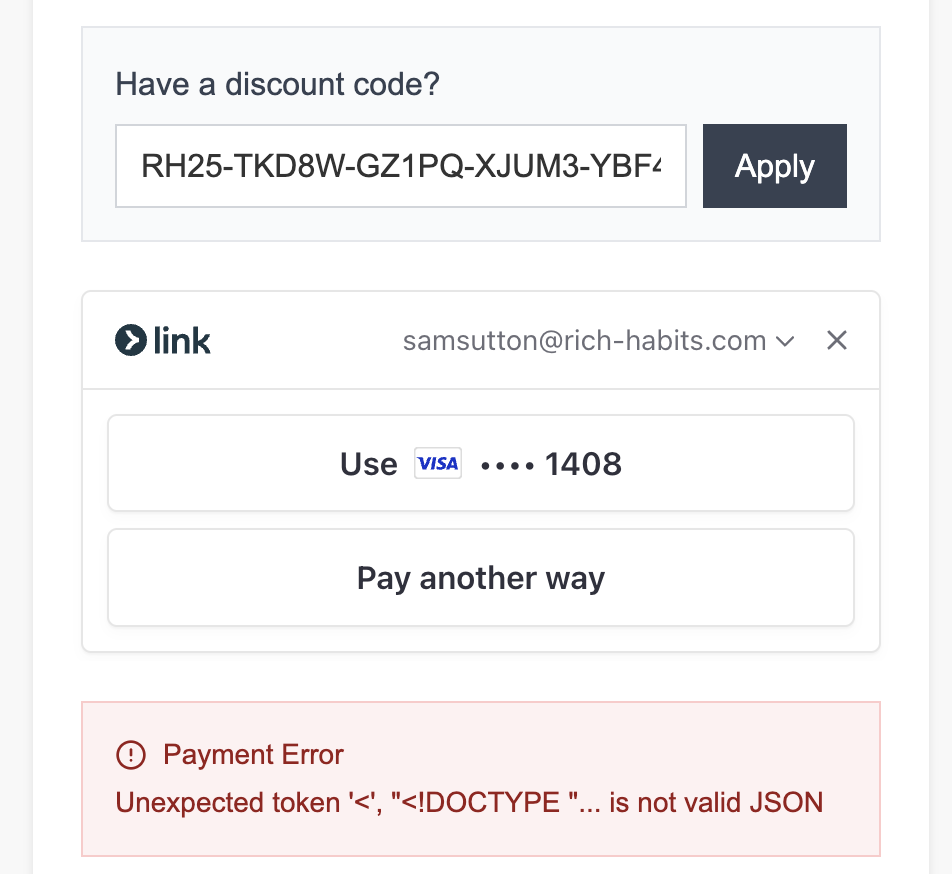 Have a discount code?
RH25-TKD8W-GZ1PQ-XJUM3-YBF
Apply
link
samsutton@rich-habits.com
Use VISA •••• 1408
Pay another way
Payment Error
Unexpected token '<', "<!DOCTYPE "... is not valid JSON